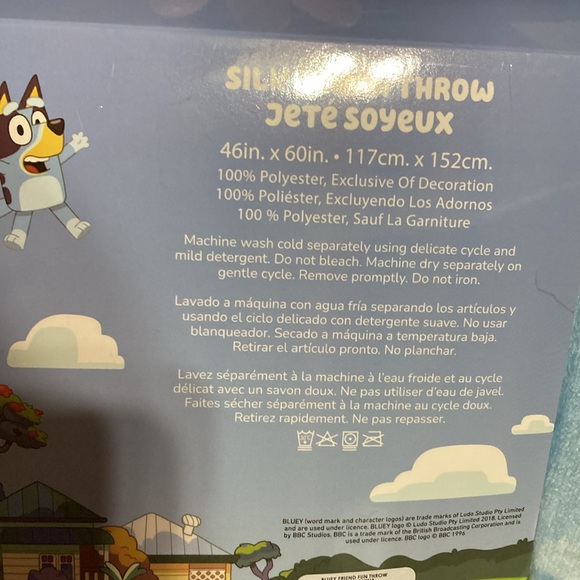 THROW
JETÉ SOYEUX
46in. x 60in. • 117cm. x 152cm.
100% Polyester, Exclusive Of Decoration
100% Poliéster, Excluyendo Los Adornos
100 % Polyester, Sauf La Garniture
Machine wash cold separately using delicate cycle and
mild detergent. Do not bleach. Machine dry separately on
gentle cycle. Remove promptly. Do not iron.
Lavado a máquina con agua fría separando los artículos y
usando el ciclo delicado con detergente suave. No usar
blanqueador. Secado a máquina a temperatura baja.
Retirar el artículo pronto. No planchar.
Lavez séparément à la machine à l'eau froide et au cycle
délicat avec un savon doux. Ne pas utiliser d'eau de javel.
Faites sécher séparément à la machine au cycle doux.
Retirez rapidement. Ne pas repasser.
BLUEY (word mark and character logos) are trade marks of Ludo Studio Pty Limited
and are used under licence. BLUEY logo © Ludo Studio Pty Limited 2018. Licensed
by BBC Studios. BBC is a trade mark of the British Broadcasting Corporation and is
used under licence. BBC logo © BBC 1996
BLUEY FRIEND FUN THROW